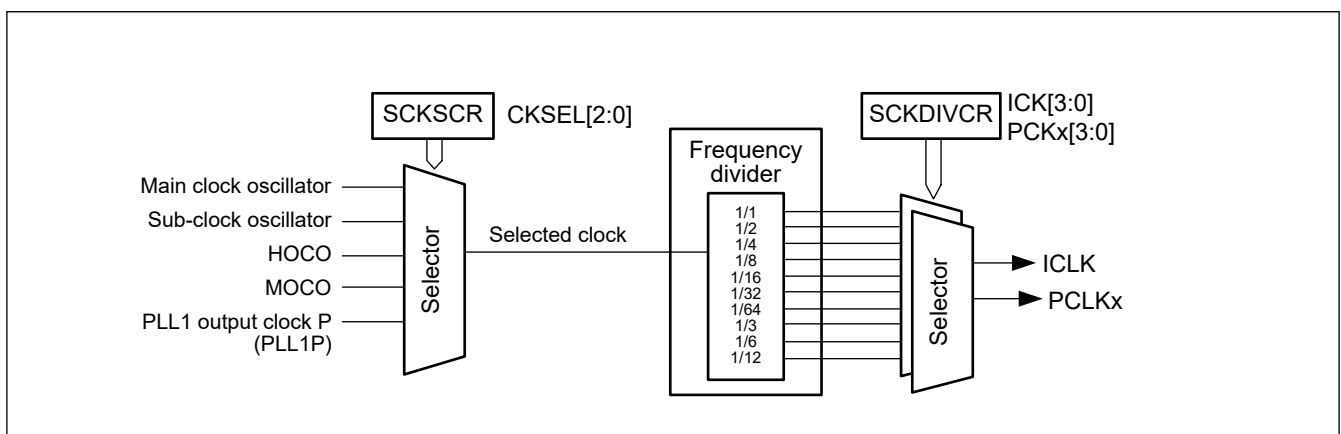 SCKSCR
CKSEL[2:0]
SCKDIVCR
ICK[3:0]
PCKx[3:0]
Main clock oscillator
Sub-clock oscillator
HOCO
MOCO
PLL1 output clock P
(PLL1P)
Selector
Selected clock
Frequency
divider
1/1
1/2
1/4
1/8
1/16
1/32
1/64
1/3
1/6
1/12
Selector
ICLK
PCLKx